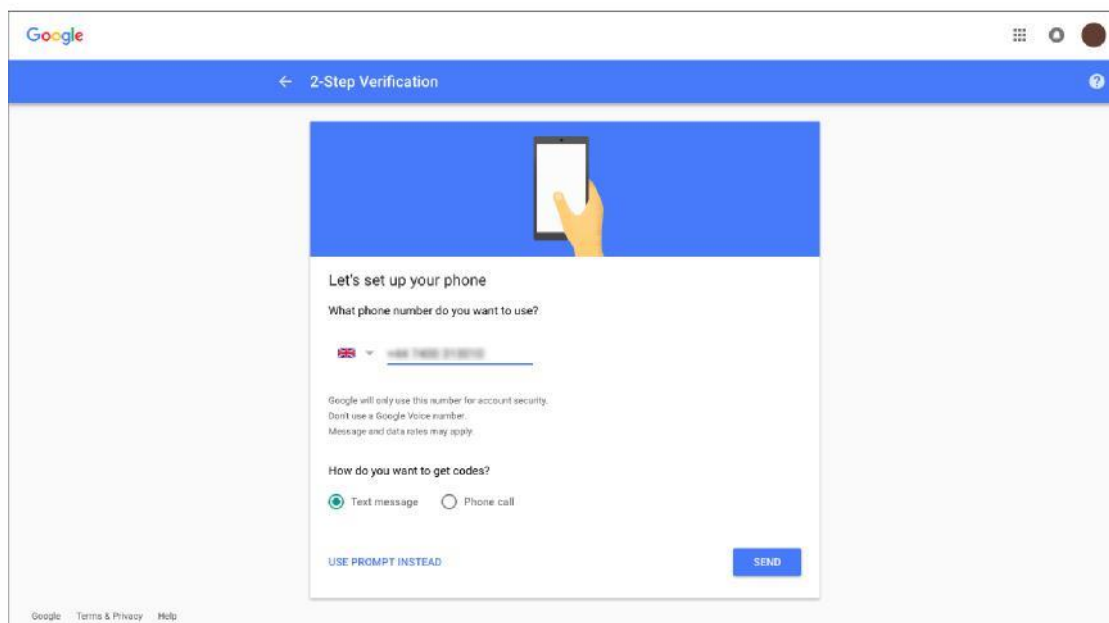 Google
2-Step Verification
Let's set up your phone
What phone number do you want to use?
Google will only use this number for account security.
Don't use a Google Voice number.
Message and data rates may apply.
How do you want to get codes?
Text message Phone call
USE PROMPT INSTEAD SEND
Google Terms & Privacy Help